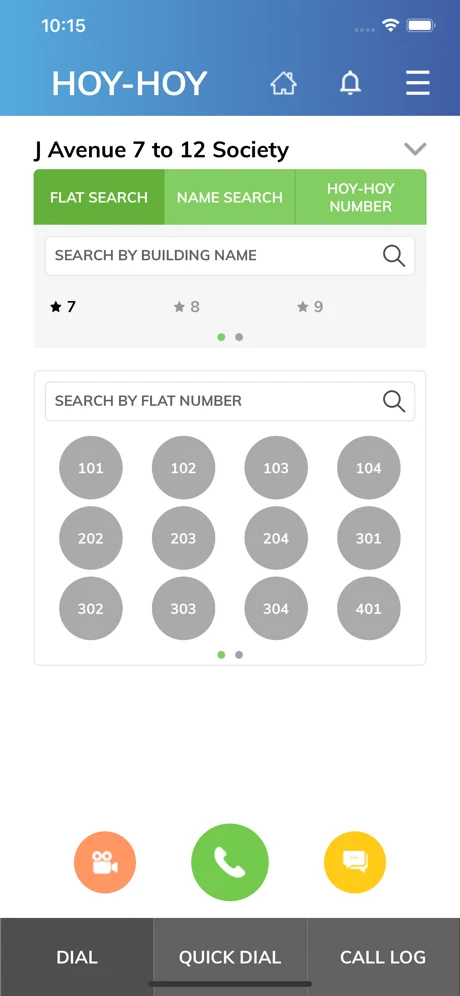 10:15
HOY-HOY
J Avenue 7 to 12 Society
FLAT SEARCH
NAME SEARCH
HOY-HOY
NUMBER
SEARCH BY BUILDING NAME
7
8
9
SEARCH BY FLAT NUMBER
101
102
103
104
202
203
204
301
302
303
304
401
DIAL
QUICK DIAL
CALL LOG